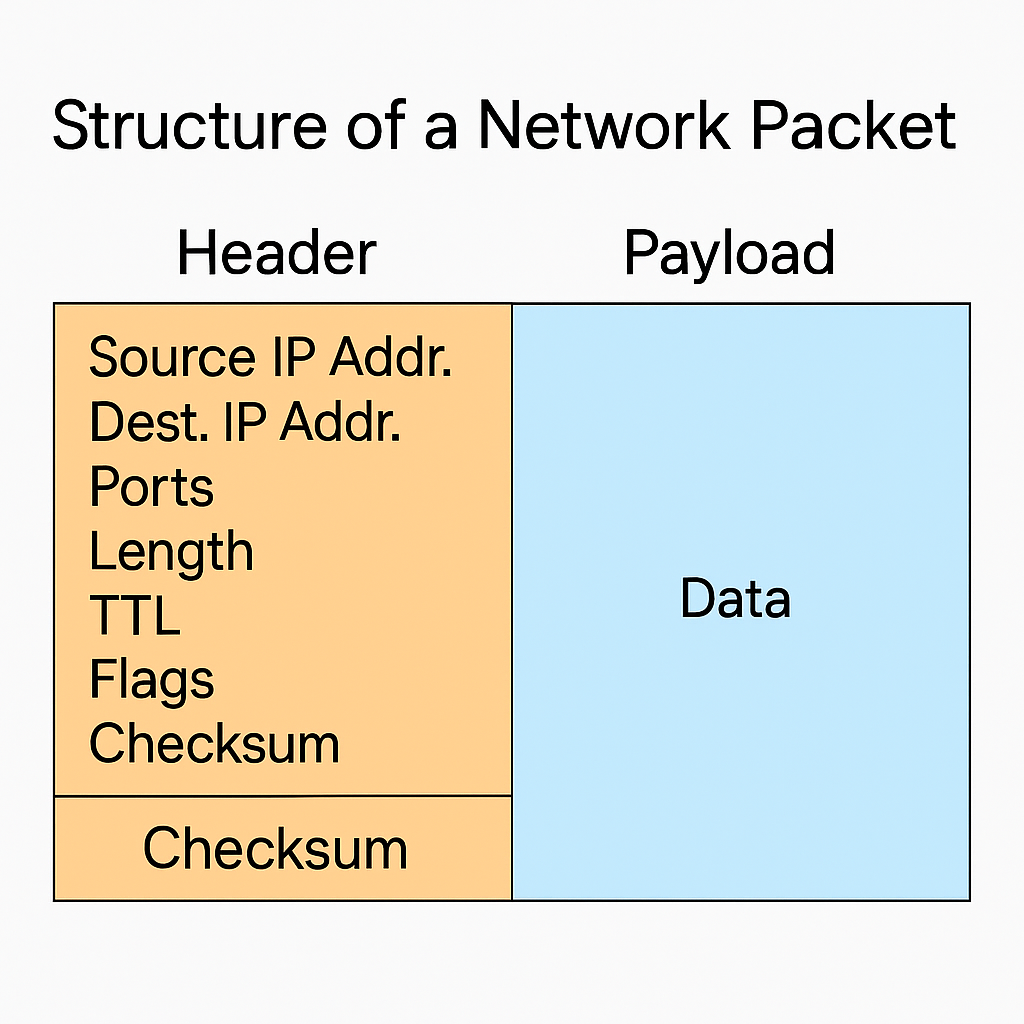 Structure of a Network Packet
Header
Payload
Source IP Addr.
Dest. IP Addr.
Ports
Length
TTL
Flags
Checksum
Checksum
Data